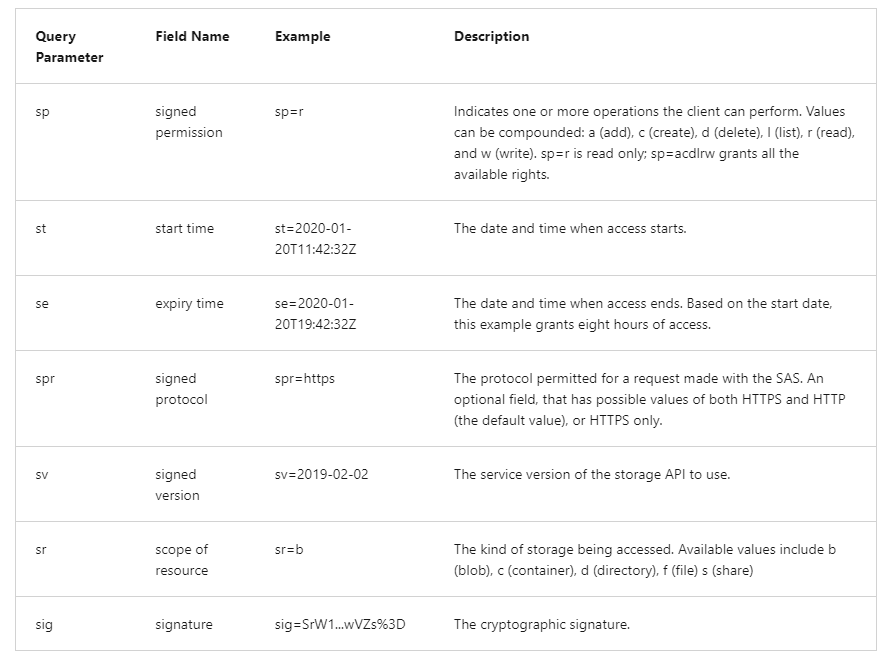 Query Parameter Field Name Example Description
sp signed permission sp=r Indicates one or more operations the client can perform. Values
can be compounded: a (add), c (create), d (delete), l (list), r (read),
and w (write). sp=r is read only; sp=acdlrw grants all the
available rights.
st start time st=2020-01-
20T11:42:32Z The date and time when access starts.
se expiry time se=2020-01-
20T19:42:32Z The date and time when access ends. Based on the start date,
this example grants eight hours of access.
spr signed
protocol spr=https The protocol permitted for a request made with the SAS. An
optional field, that has possible values of both HTTPS and HTTP
(the default value), or HTTPS only.
sv signed
version sv=2019-02-02 The service version of the storage API to use.
sr scope of
resource sr=b The kind of storage being accessed. Available values include b
(blob), c (container), d (directory), f (file) s (share)
sig signature sig=SrW1...wVZs%3D The cryptographic signature.